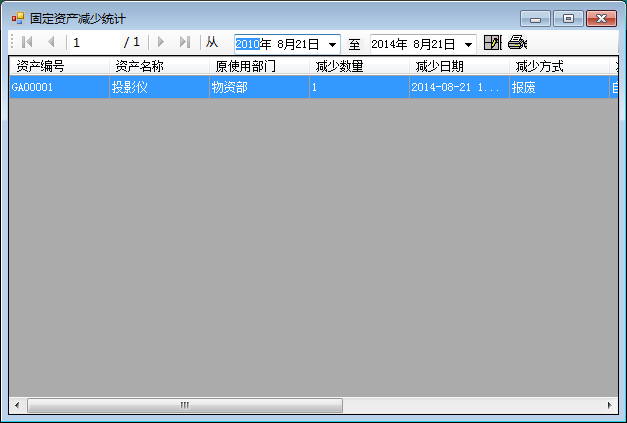 固定资产减少统计
1 / 1 从 2010年 8月21日 至 2014年 8月21日
资产编号 资产名称 原使用部门 减少数量 减少日期 减少方式
GA00001 投影仪 物资部 1 2014-08-21 1... 报废